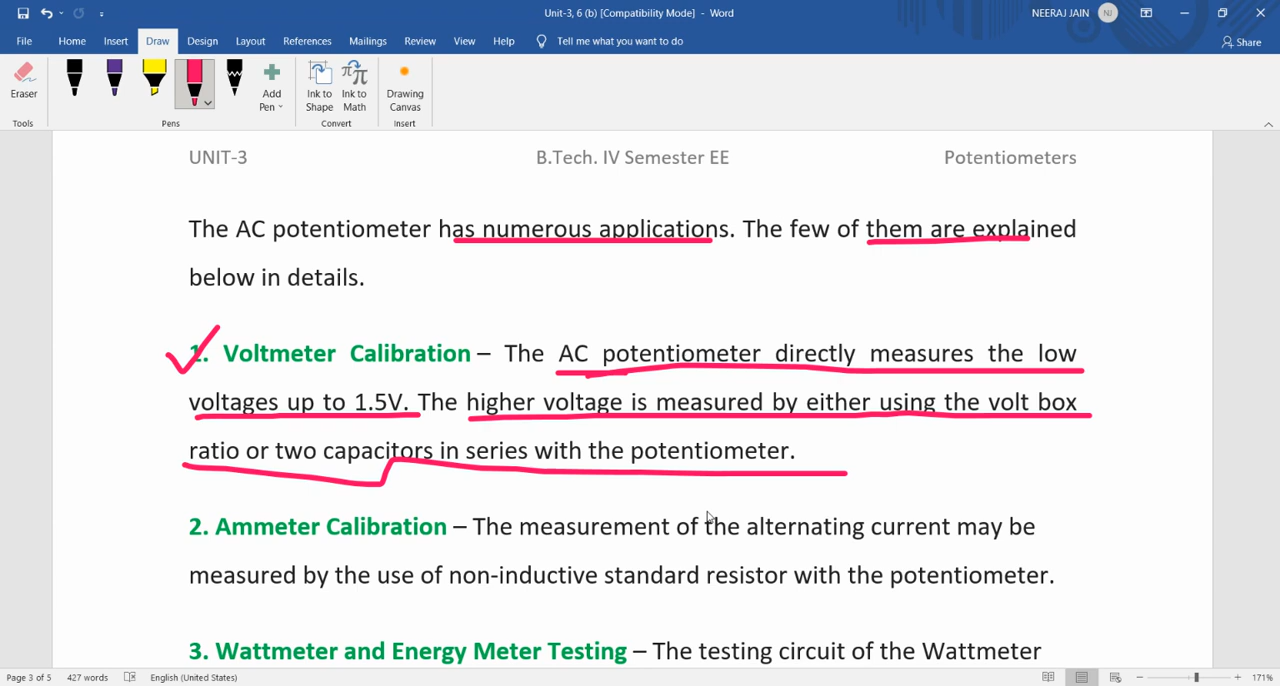 Unit-3, 6 (b) [Compatibility Mode] - Word
NEERAJ JAIN NJ
File Home Insert Draw Design Layout References Mailings Review View Help Tell me what you want to do Share
Eraser
Add Pen
Ink to Shape
Ink to Math
Drawing Canvas
Tools Pens Convert Insert
UNIT-3 B.Tech. IV Semester EE Potentiometers
The AC potentiometer has numerous applications. The few of them are explained
below in details.
1. Voltmeter Calibration – The AC potentiometer directly measures the low
voltages up to 1.5V. The higher voltage is measured by either using the volt box
ratio or two capacitors in series with the potentiometer.
2. Ammeter Calibration – The measurement of the alternating current may be
measured by the use of non-inductive standard resistor with the potentiometer.
3. Wattmeter and Energy Meter Testing – The testing circuit of the Wattmeter
Page 3 of 5 427 words English (United States) 171%